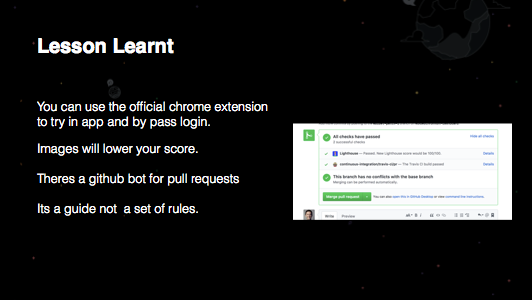 Lesson Learnt
You can use the official chrome extension
to try in app and by pass login.
Images will lower your score.
Theres a github bot for pull requests
Its a guide not a set of rules.
All checks have passed
Hide all checks
2 successful checks
Lighthouse — Passed. New Lighthouse score would be 100/100.
Details
continuous-integration/travis-ci/pr — The Travis CI build passed
Details
This branch has no conflicts with the base branch
Merging can be performed automatically.
Merge pull request
You can also open this in GitHub Desktop or view command line instructions.
Write
Preview